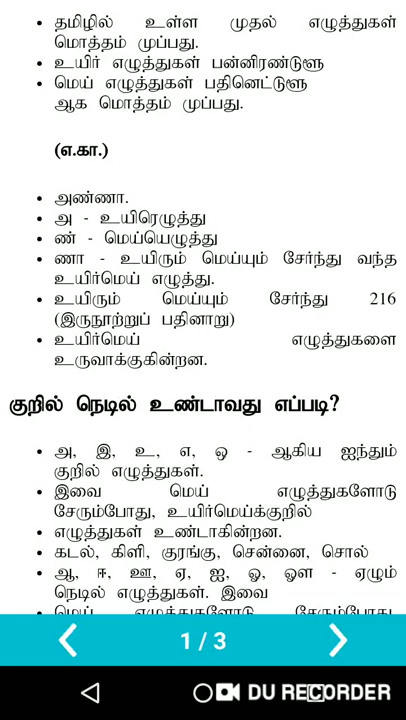 தமிழில் உள்ள முதல் எழுத்துகள்
மொத்தம் முப்பது.
உயிர் எழுத்துகள் பன்னிரண்டுளூ
மெய் எழுத்துகள் பதினெட்டுளூ
ஆக மொத்தம் முப்பது.
(எ.கா.)
அண்ணா.
அ - உயிரெழுத்து
ண் - மெய்யெழுத்து
ணா - உயிரும் மெய்யும் சேர்ந்து வந்த
உயிர்மெய் எழுத்து.
உயிரும் மெய்யும் சேர்ந்து 216
(இருநூற்றுப் பதினாறு)
உயிர்மெய் எழுத்துகளை
உருவாக்குகின்றன.
குறில் நெடில் உண்டாவது எப்படி?
அ, இ, உ, எ, ஒ - ஆகிய ஐந்தும்
குறில் எழுத்துகள்.
இவை மெய் எழுத்துகளோடு
சேரும்போது, உயிர்மெய்க்குறில்
எழுத்துகள் உண்டாகின்றன.
கடல், கிளி, குரங்கு, சென்னை, சொல்
ஆ, ஈ, ஊ, ஏ, ஐ, ஓ, ஔ - ஏழும்
நெடில் எழுத்துகள். இவை
மெய் எழுத்துகளோடு சேரும்போது,
1 / 3
DU RECORDER